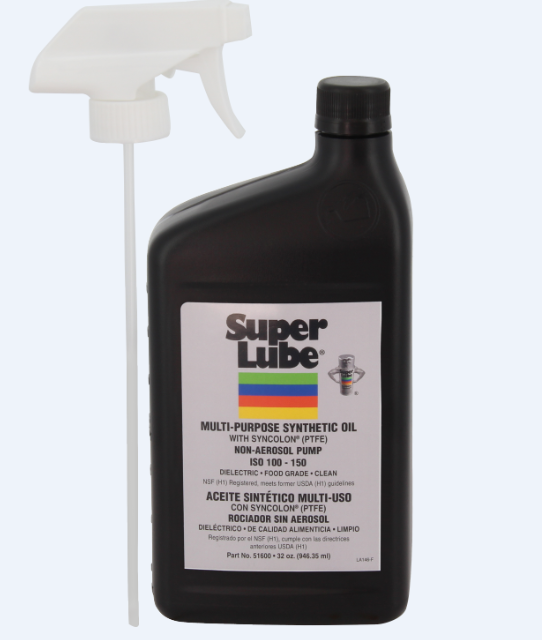 Super
Lube®
®
MULTI-PURPOSE SYNTHETIC OIL
WITH SYNCOLON® (PTFE)
NON-AEROSOL PUMP
ISO 100 - 150
DIELECTRIC • FOOD GRADE • CLEAN
NSF (H1) Registered, meets former USDA (H1) guidelines
ACEITE SINTÉTICO MULTI-USO
CON SYNCOLON® (PTFE)
ROCIADOR SIN AEROSOL
DIELÉCTRICO • DE CALIDAD ALIMENTICIA • LIMPIO
Registrado por el NSF (H1), cumple con las directrices
anteriores USDA (H1)
Part No. 51600 • 32 oz. (946.35 ml)